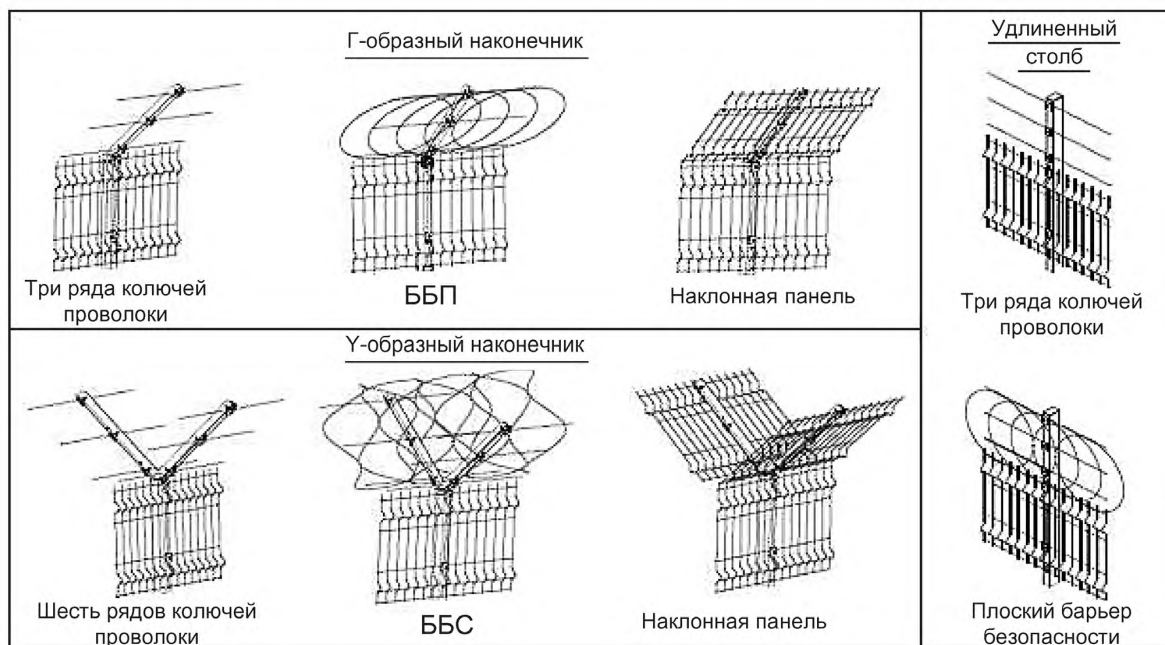 Г-образный наконечник
Три ряда колючей
проволоки
ББП
Наклонная панель
Y-образный наконечник
Шесть рядов колючей
проволоки
ББС
Наклонная панель
Удлиненный
столб
Три ряда колючей
проволоки
Плоский барьер
безопасности